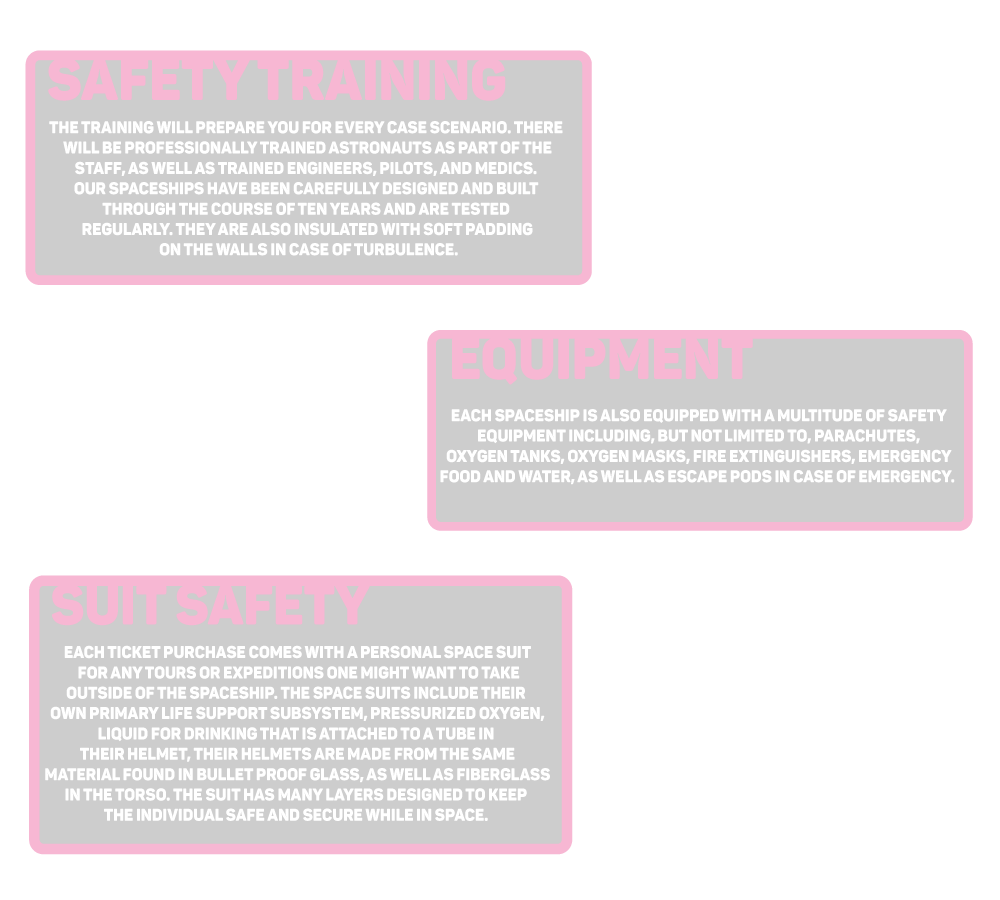 SAFETY TRAINING
THE TRAINING WILL PREPARE YOU FOR EVERY CASE SCENARIO. THERE
WILL BE PROFESSIONALLY TRAINED ASTRONAUTS AS PART OF THE
STAFF, AS WELL AS TRAINED ENGINEERS, PILOTS, AND MEDICS.
OUR SPACESHIPS HAVE BEEN CAREFULLY DESIGNED AND BUILT
THROUGH THE COURSE OF TEN YEARS AND ARE TESTED
REGULARLY. THEY ARE ALSO INSULATED WITH SOFT PADDING
ON THE WALLS IN CASE OF TURBULENCE.
EQUIPMENT
EACH SPACESHIP IS ALSO EQUIPPED WITH A MULTITUDE OF SAFETY
EQUIPMENT INCLUDING, BUT NOT LIMITED TO, PARACHUTES,
OXYGEN TANKS, OXYGEN MASKS, FIRE EXTINGUISHERS, EMERGENCY
FOOD AND WATER, AS WELL AS ESCAPE PODS IN CASE OF EMERGENCY.
SUIT SAFETY
EACH TICKET PURCHASE COMES WITH A PERSONAL SPACE SUIT
FOR ANY TOURS OR EXPEDITIONS ONE MIGHT WANT TO TAKE
OUTSIDE OF THE SPACESHIP. THE SPACE SUITS INCLUDE THEIR
OWN PRIMARY LIFE SUPPORT SUBSYSTEM, PRESSURIZED OXYGEN,
LIQUID FOR DRINKING THAT IS ATTACHED TO A TUBE IN
THEIR HELMET, THEIR HELMETS ARE MADE FROM THE SAME
MATERIAL FOUND IN BULLET PROOF GLASS, AS WELL AS FIBERGLASS
IN THE TORSO. THE SUIT HAS MANY LAYERS DESIGNED TO KEEP
THE INDIVIDUAL SAFE AND SECURE WHILE IN SPACE.